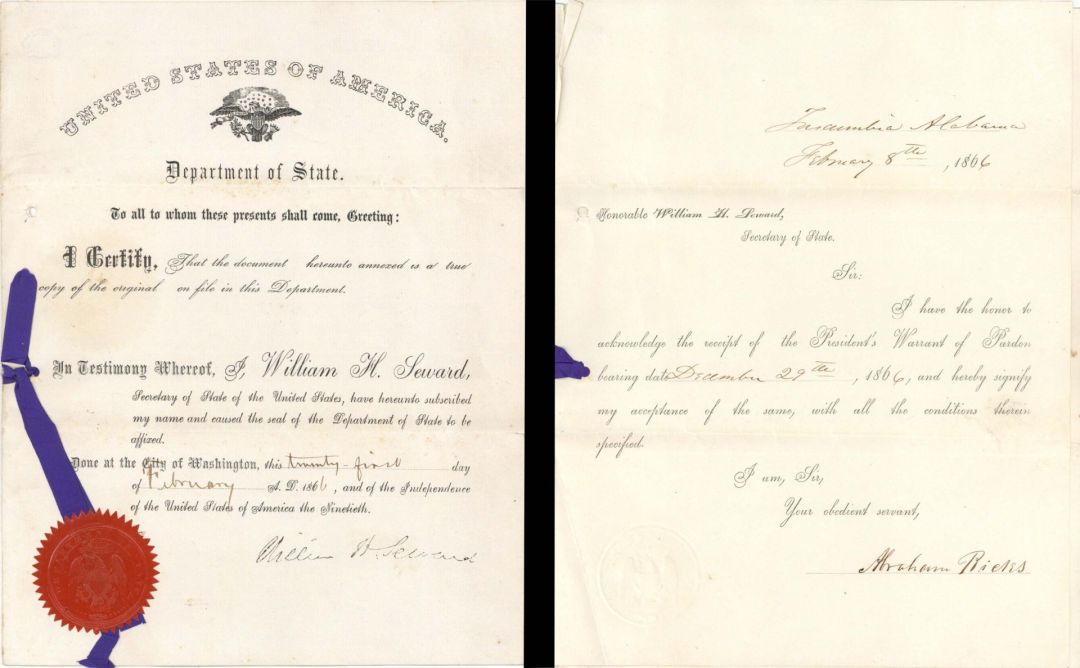 UNITED STATES OF AMERICA.
Department of State.
To all to whom these presents shall come, Greeting:
I Certify, That the document hereunto annexed is a true
copy of the original on file in this Department.
In Testimony Whereof, I, William H. Seward,
Secretary of State of the United States, have hereunto subscribed
my name and caused the seal of the Department of State to be
affixed.
Done at the City of Washington, this twenty-first day
of February A.D. 1866, and of the Independence
of the United States of America the Ninetieth.
William H. Seward
Tuscumbia Alabama
February 8th, 1866
Honorable William H. Seward,
Secretary of State.
Sir:
I have the honor to
acknowledge the receipt of the President's Warrant of Pardon
bearing date December 29th, 1866, and hereby signify
my acceptance of the same, with all the conditions therein
specified.
I am, Sir,
Your obedient servant,
Abraham Ricks